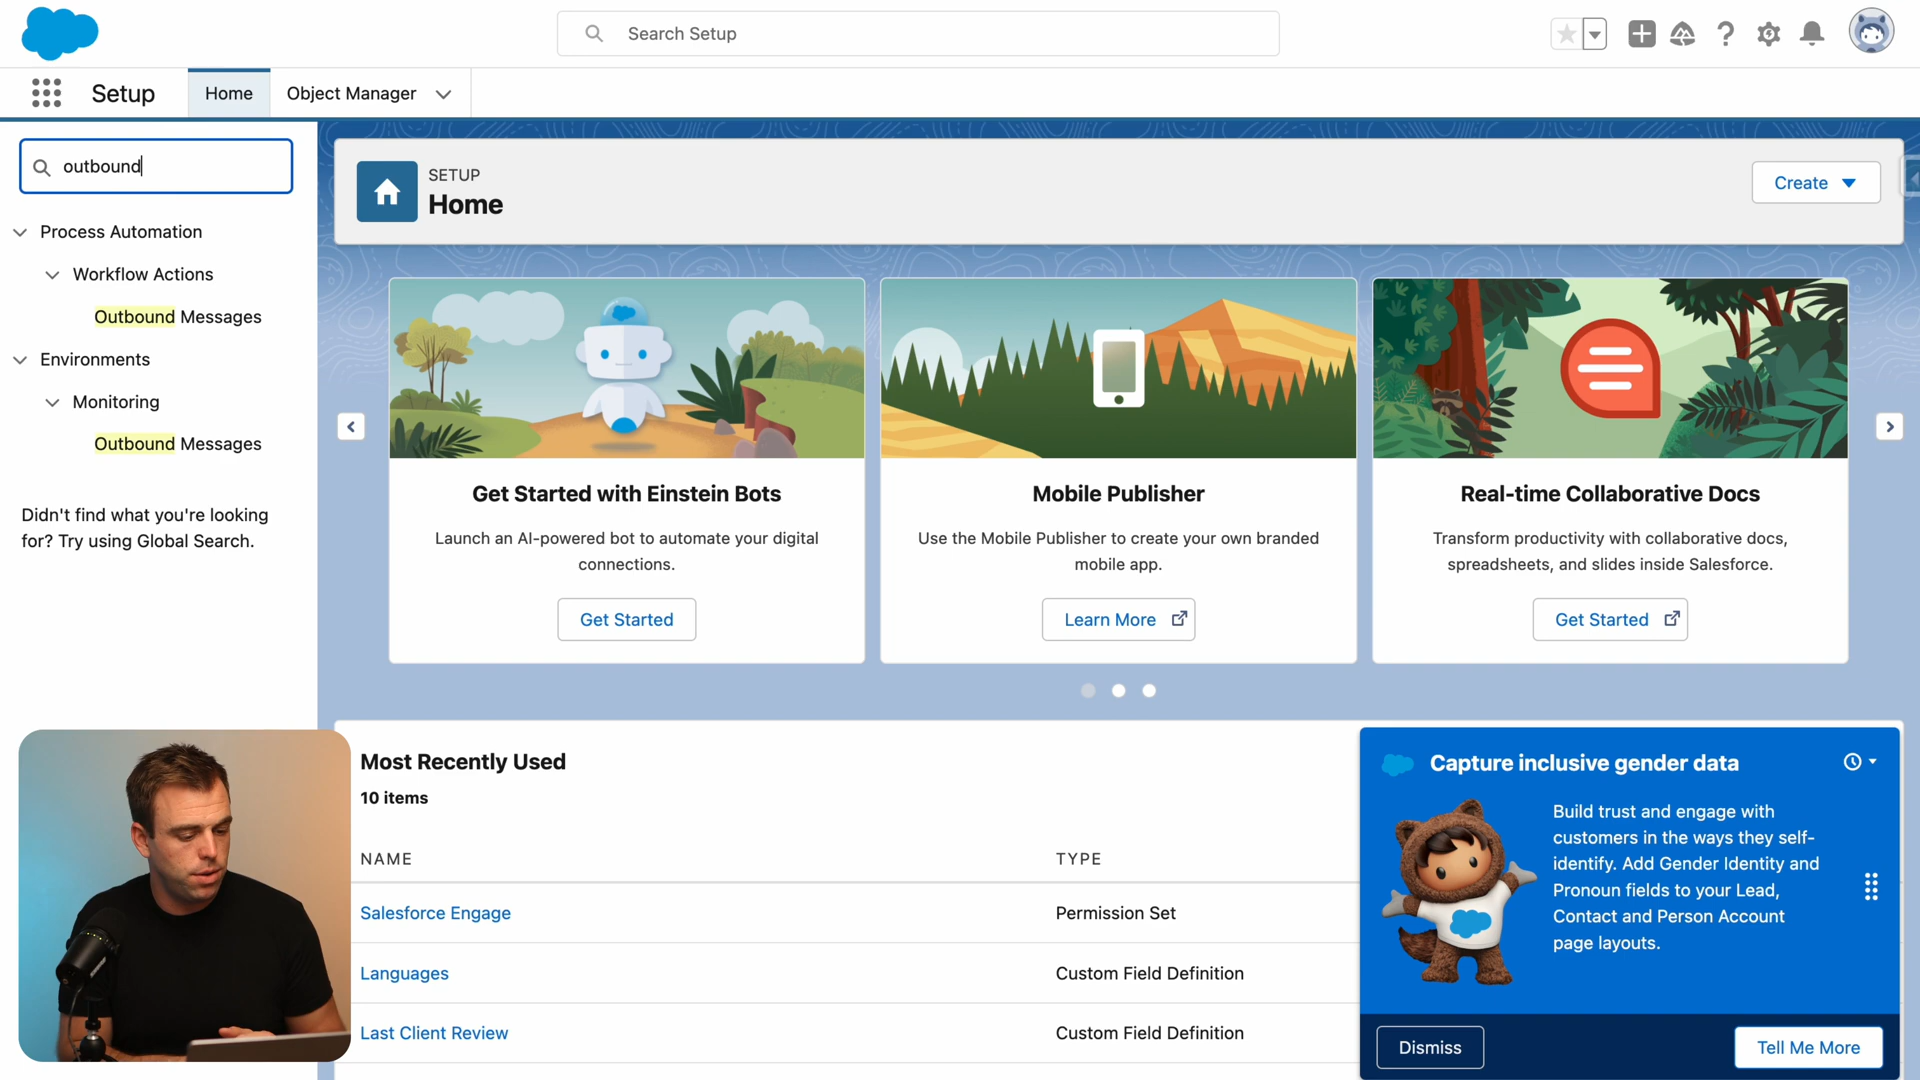 Search Setup
Setup
Home
Object Manager
outbound
Process Automation
Workflow Actions
Outbound Messages
Environments
Monitoring
Outbound Messages
Didn't find what you're looking
for? Try using Global Search.
SETUP
Home
Create
Get Started with Einstein Bots
Launch an AI-powered bot to automate your digital
connections.
Get Started
Mobile Publisher
Use the Mobile Publisher to create your own branded
mobile app.
Learn More
Real-time Collaborative Docs
Transform productivity with collaborative docs,
spreadsheets, and slides inside Salesforce.
Get Started
Most Recently Used
10 items
NAME
TYPE
Salesforce Engage
Permission Set
Languages
Custom Field Definition
Last Client Review
Custom Field Definition
Capture inclusive gender data
Build trust and engage with
customers in the ways they self-
identify. Add Gender Identity and
Pronoun fields to your Lead,
Contact and Person Account
page layouts.
Dismiss
Tell Me More